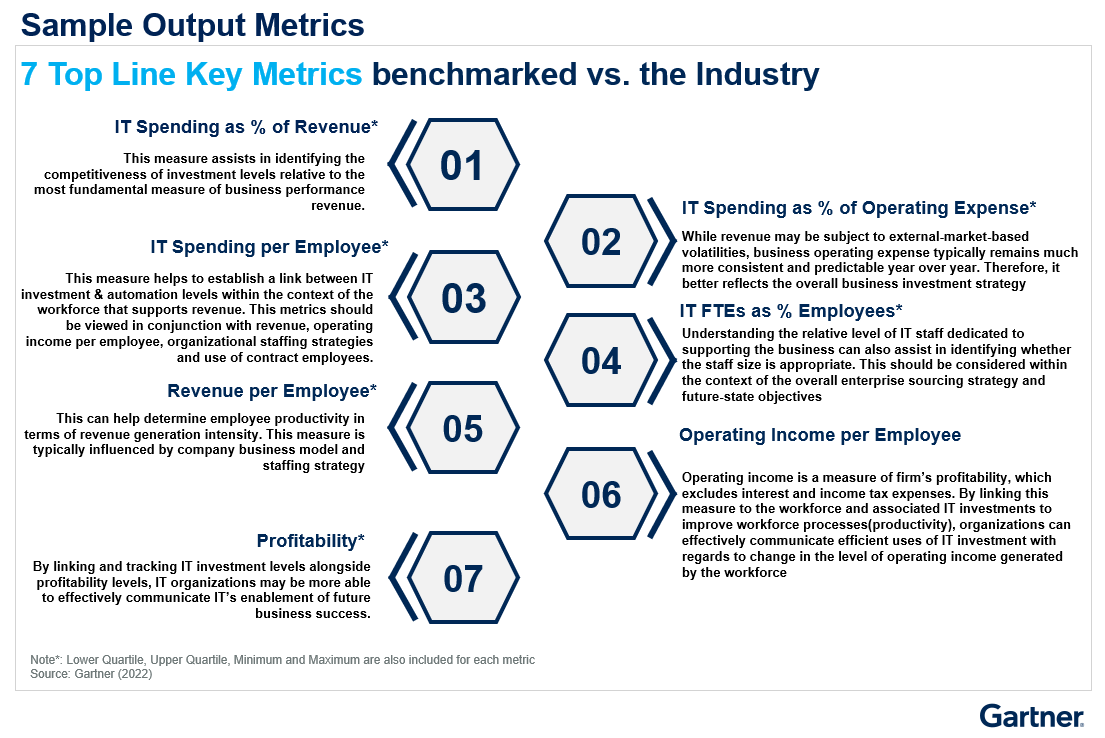 Sample Output Metrics
7 Top Line Key Metrics benchmarked vs. the Industry
IT Spending as % of Revenue*
This measure assists in identifying the
competitiveness of investment levels relative to the
most fundamental measure of business performance
revenue.
01
02
IT Spending as % of Operating Expense*
While revenue may be subject to external-market-based
volatilities, business operating expense typically remains much
more consistent and predictable year over year. Therefore, it
better reflects the overall business investment strategy
IT Spending per Employee*
This measure helps to establish a link between IT
investment & automation levels within the context of the
workforce that supports revenue. This metrics should
be viewed in conjunction with revenue, operating
income per employee, organizational staffing strategies
and use of contract employees.
03
04
IT FTEs as % Employees*
Understanding the relative level of IT staff dedicated to
supporting the business can also assist in identifying whether
the staff size is appropriate. This should be considered within
the context of the overall enterprise sourcing strategy and
future-state objectives
Revenue per Employee*
This can help determine employee productivity in
terms of revenue generation intensity. This measure is
typically influenced by company business model and
staffing strategy
05
06
Operating Income per Employee
Operating income is a measure of firm’s profitability, which
excludes interest and income tax expenses. By linking this
measure to the workforce and associated IT investments to
improve workforce processes(productivity), organizations can
effectively communicate efficient uses of IT investment with
regards to change in the level of operating income generated
by the workforce
Profitability*
By linking and tracking IT investment levels alongside
profitability levels, IT organizations may be more able
to effectively communicate IT’s enablement of future
business success.
07
Note*: Lower Quartile, Upper Quartile, Minimum and Maximum are also included for each metric
Source: Gartner (2022)
Gartner